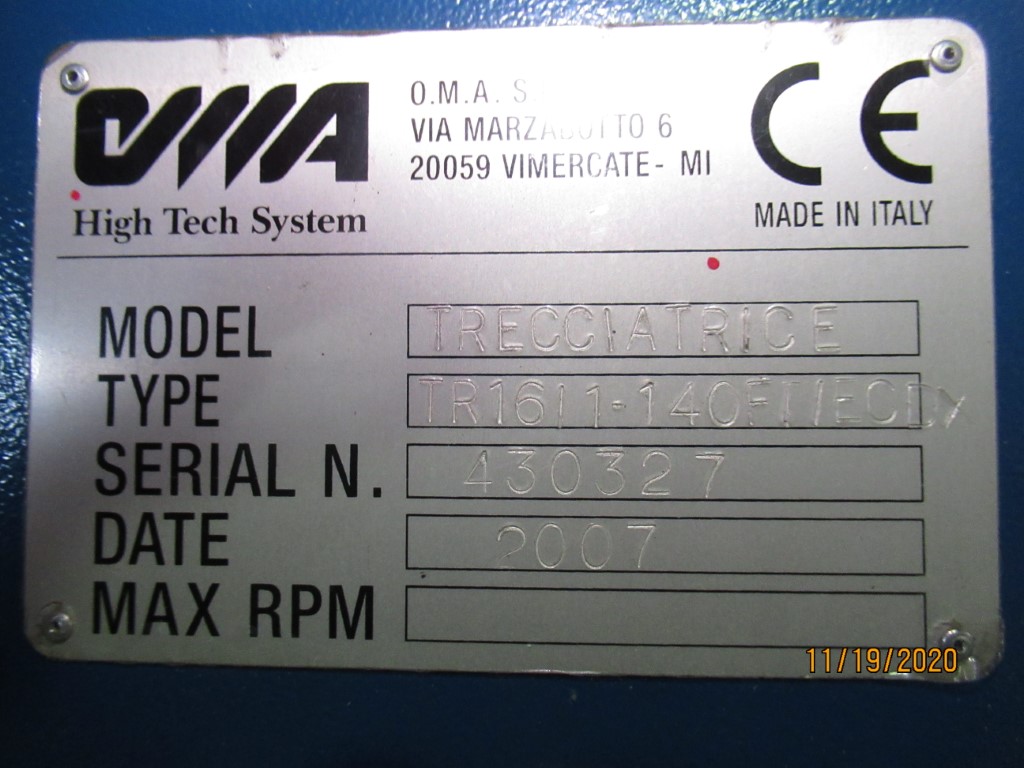 OMA
High Tech System
O.M.A. S.
VIA MARZABOTTO 6
20059 VIMERCATE - MI
CE
MADE IN ITALY
MODEL TRECCIATRICE
TYPE
SERIAL N. 430327
DATE 2007
MAX RPM
11/19/2020